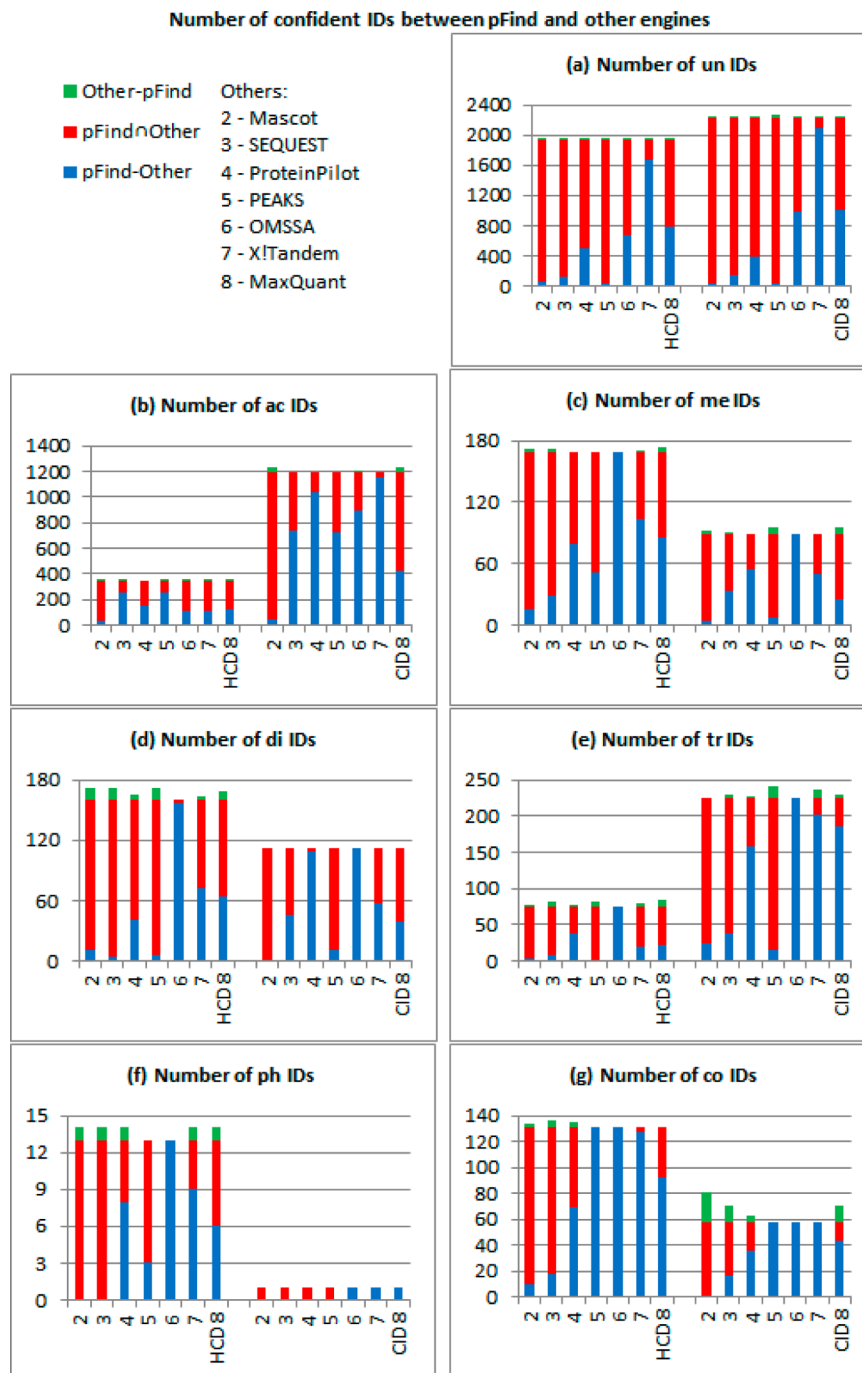 Number of confident IDs between pFind and other engines
Other-pFind
pFind∩Other
pFind-Other
Others:
2 - Mascot
3 - SEQUEST
4 - ProteinPilot
5 - PEAKS
6 - OMSSA
7 - X!Tandem
8 - MaxQuant
(a) Number of un IDs
2400
2000
1600
1200
800
400
0
2 3 4 5 6 7 HCD 8 2 3 4 5 6 7 CID 8
(b) Number of ac IDs
1400
1200
1000
800
600
400
200
0
2 3 4 5 6 7 HCD 8 2 3 4 5 6 7 CID 8
(c) Number of me IDs
180
120
60
0
2 3 4 5 6 7 HCD 8 2 3 4 5 6 7 CID 8
(d) Number of di IDs
180
120
60
0
2 3 4 5 6 7 HCD 8 2 3 4 5 6 7 CID 8
(e) Number of tr IDs
250
200
150
100
50
0
2 3 4 5 6 7 HCD 8 2 3 4 5 6 7 CID 8
(f) Number of ph IDs
15
12
9
6
3
0
2 3 4 5 6 7 HCD 8 2 3 4 5 6 7 CID 8
(g) Number of co IDs
140
120
100
80
60
40
20
0
2 3 4 5 6 7 HCD 8 2 3 4 5 6 7 CID 8